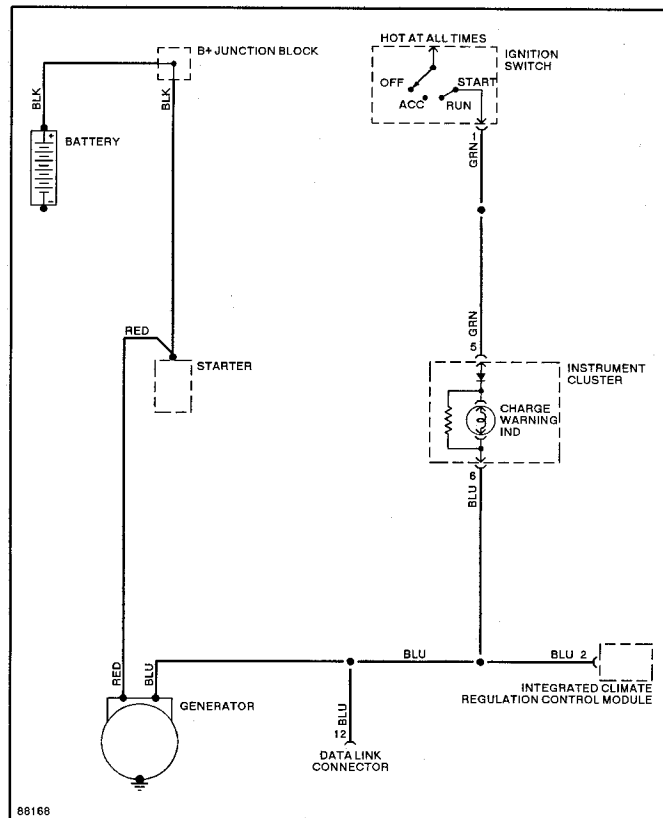 B+ JUNCTION BLOCK
HOT AT ALL TIMES
IGNITION
SWITCH
OFF
START
ACC
RUN
BLK
BLK
BATTERY
+
-
GRN
1
GRN
5
RED
STARTER
INSTRUMENT
CLUSTER
CHARGE
WARNING
IND
6
BLU
RED
BLU
BLU
BLU 2
GENERATOR
BLU
12
INTEGRATED CLIMATE
REGULATION CONTROL MODULE
DATA LINK
CONNECTOR
88168